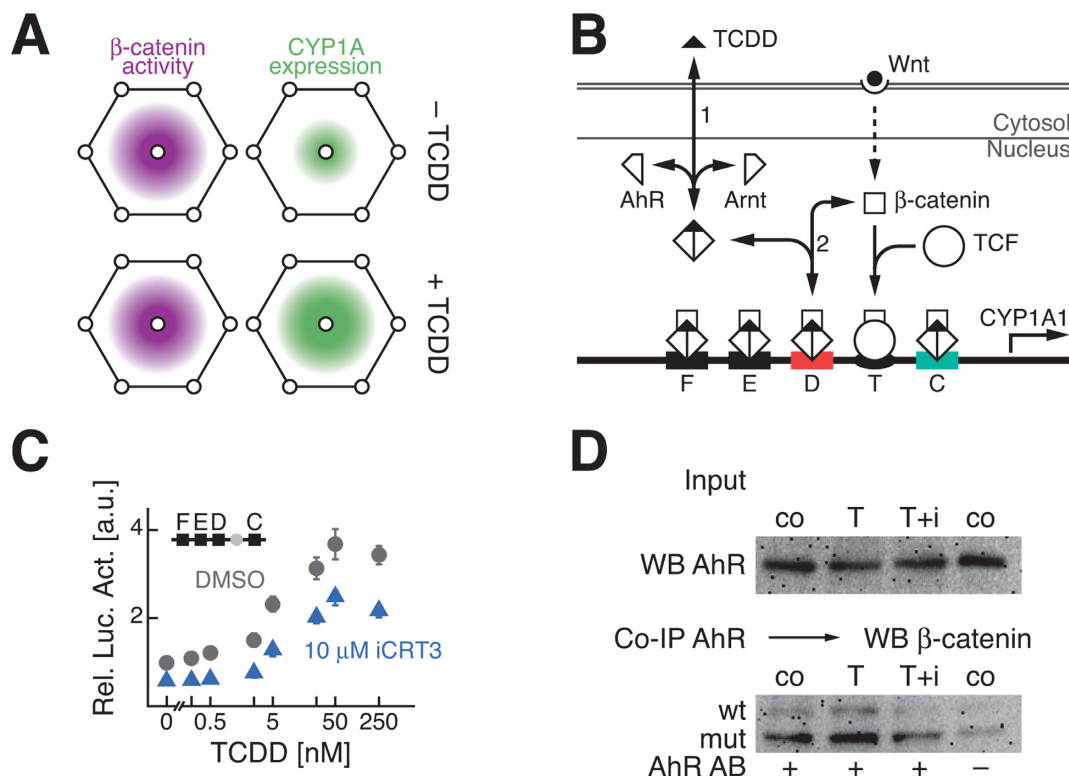 A
β-catenin activity
CYP1A expression
– TCDD
+ TCDD
B
TCDD
Wnt
1
Cytosol
Nucleus
AhR
Arnt
β-catenin
2
TCF
CYP1A1
F E D T C
C
Rel. Luc. Act. [a.u.]
4
2
F E D C
DMSO
10 μM iCRT3
0 0.5 5 50 250
TCDD [nM]
D
Input
co T T+i co
WB AhR
Co-IP AhR WB β-catenin
co T T+i co
wt
mut
AhR AB + + + –